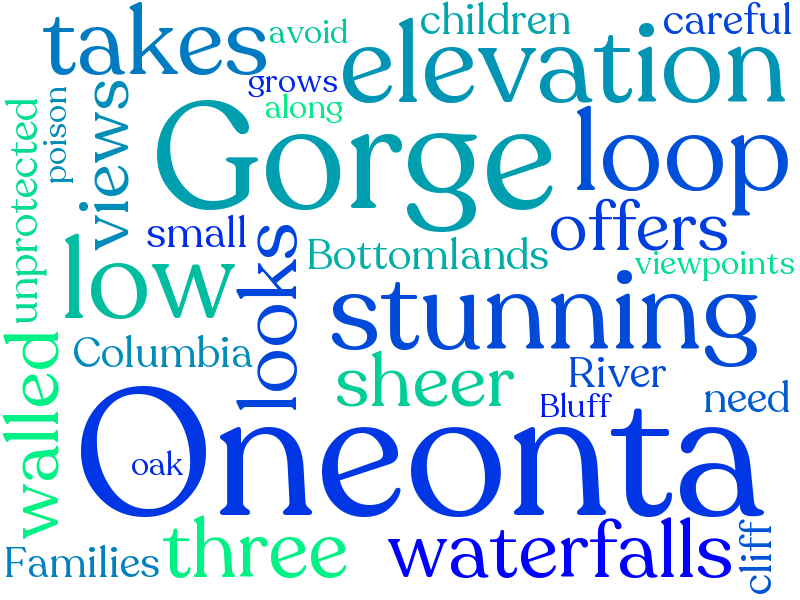 takes
avoid
children
careful
elevation
grows
along
poison
views
unprotected
Gorge
loop
small
offers
Bottomlands
viewpoints
low
looks
stunning
Columbia
walled
sheer
River
Bluff
need
Oneonta
oak
Families
three
waterfalls
cliff